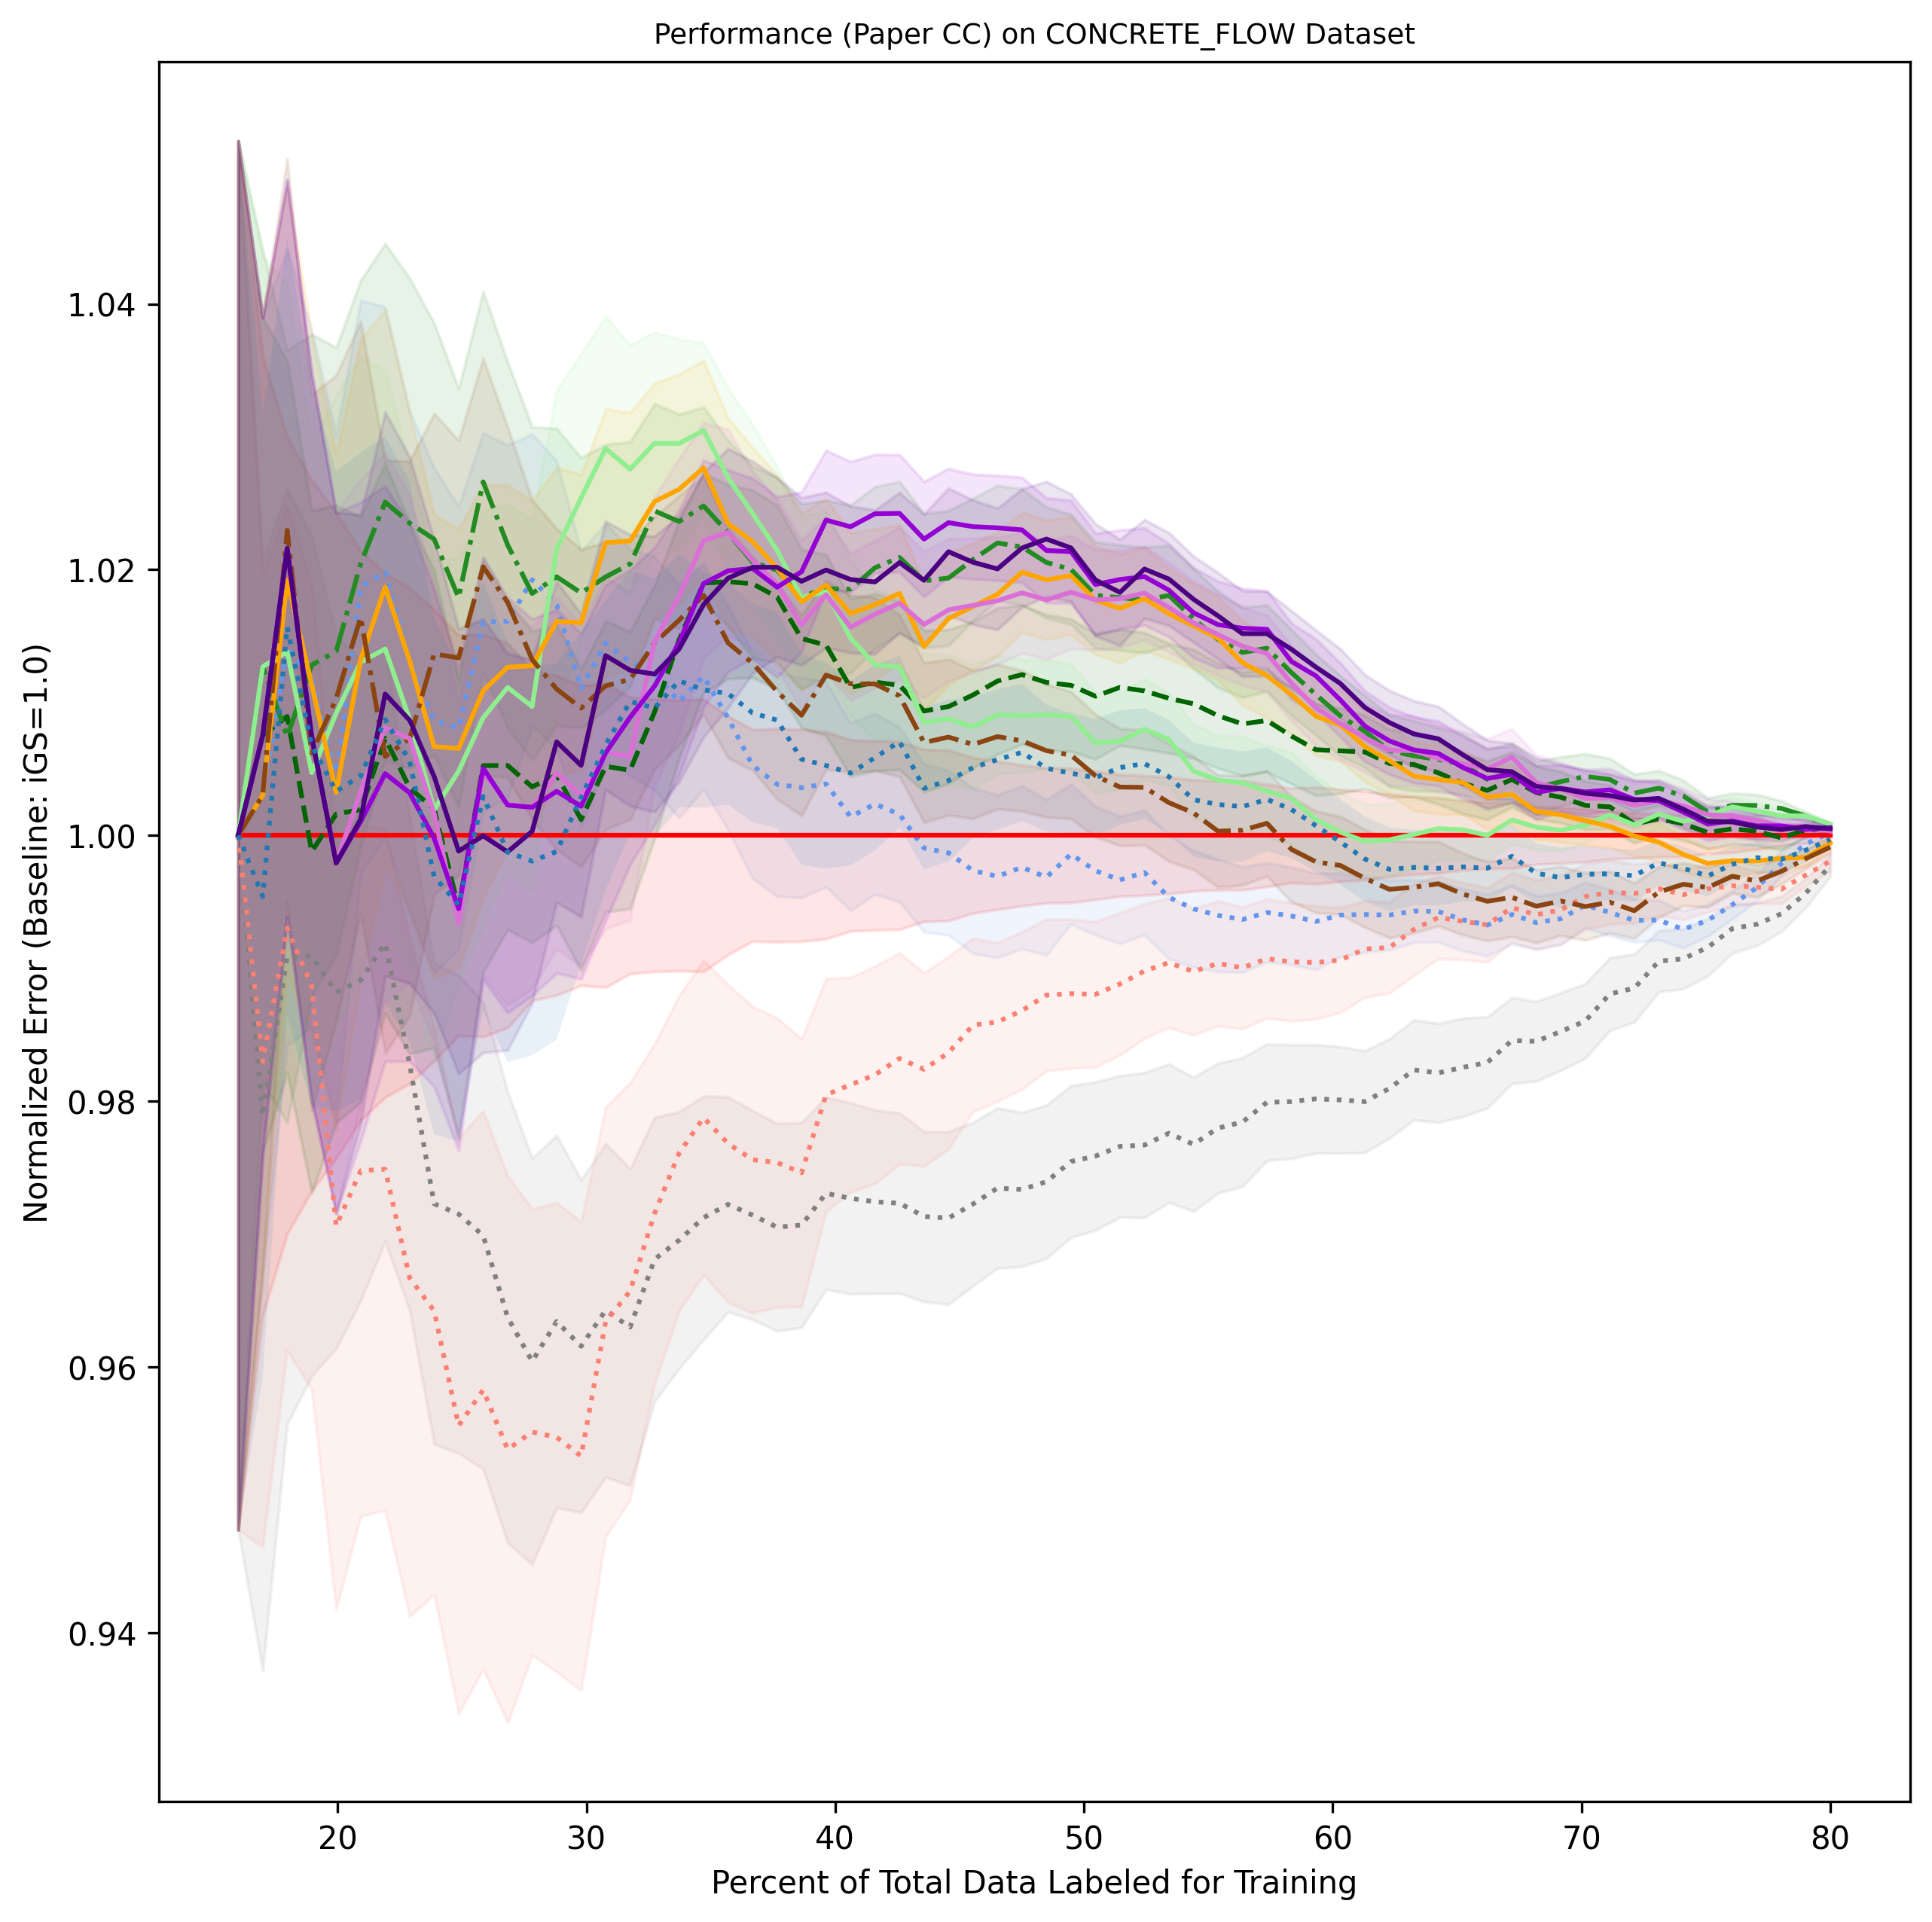 Performance (Paper CC) on CONCRETE_FLOW Dataset
Normalized Error (Baseline: iGS=1.0)
1.04
1.02
1.00
0.98
0.96
0.94
20 30 40 50 60 70 80
Percent of Total Data Labeled for Training